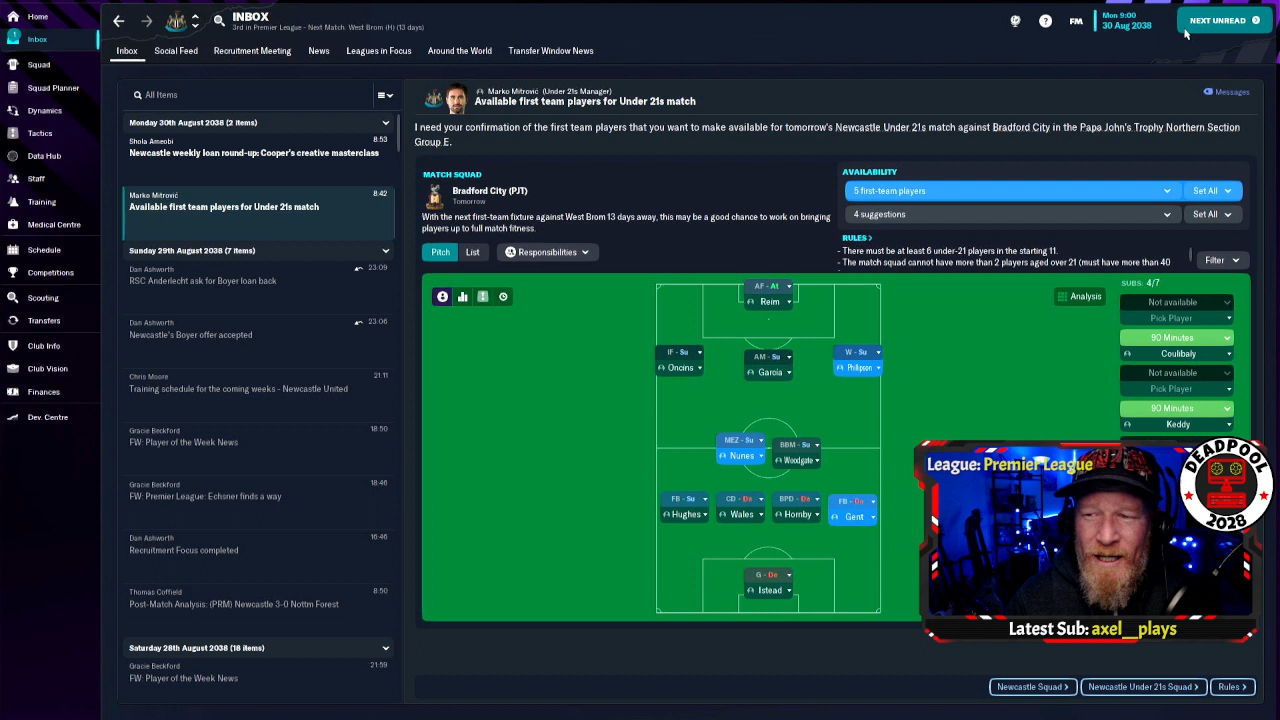 Home
Inbox
1
Squad
Squad Planner
Dynamics
Tactics
Data Hub
Staff
Training
Medical Centre
Schedule
Competitions
Scouting
Transfers
Club Info
Club Vision
Finances
Dev. Centre
INBOX
3rd in Premier League - Next Match: West Brom (H) (13 days)
FM
Mon 9:00
30 Aug 2038
NEXT UNREAD
Inbox
Social Feed
Recruitment Meeting
News
Leagues in Focus
Around the World
Transfer Window News
All Items
Monday 30th August 2038 (2 items)
Shola Ameobi 8:53
Newcastle weekly loan round-up: Cooper's creative masterclass
Marko Mitrović 8:42
Available first team players for Under 21s match
Sunday 29th August 2038 (7 items)
Dan Ashworth 23:09
RSC Anderlecht ask for Boyer loan back
Dan Ashworth 23:06
Newcastle's Boyer offer accepted
Chris Moore 21:11
Training schedule for the coming weeks - Newcastle United
Gracie Beckford 18:50
FW: Player of the Week News
Gracie Beckford 18:46
FW: Premier League: Echsner finds a way
Dan Ashworth 16:46
Recruitment Focus completed
Thomas Coffield 8:50
Post-Match Analysis: (PRM) Newcastle 3-0 Nottm Forest
Saturday 28th August 2038 (18 items)
Gracie Beckford 21:59
FW: Player of the Week News
Marko Mitrović (Under 21s Manager)
Available first team players for Under 21s match
Messages
I need your confirmation of the first team players that you want to make available for tomorrow's Newcastle Under 21s match against Bradford City in the Papa John's Trophy Northern Section
Group E.
MATCH SQUAD
Bradford City (PJT)
Tomorrow
With the next first-team fixture against West Brom 13 days away, this may be a good chance to work on bringing
players up to full match fitness.
AVAILABILITY
5 first-team players
Set All
4 suggestions
Set All
RULES
- There must be at least 6 under-21 players in the starting 11.
- The match squad cannot have more than 2 players aged over 21 (must have more than 40
Filter
Pitch
List
Responsibilities
Analysis
AF - At
Reim
IF - Su
Oncins
AM - Su
Garcia
W - Su
Philipson
MEZ - Su
Nunes
BBM - Su
Woodgate
FB - Su
Hughes
CD - De
Wales
BPD - De
Hornby
FB - De
Gent
G - De
Istead
SUBS: 4/7
Not available
Pick Player
90 Minutes
Coulibaly
Not available
Pick Player
90 Minutes
Keddy
League: Premier League
DEADPOOL
2028
Latest Sub: axel__plays
Newcastle Squad
Newcastle Under 21s Squad
Rules